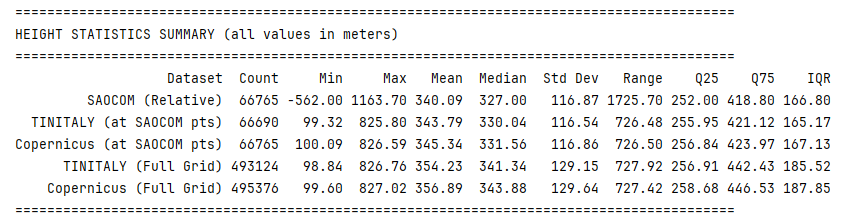 ==========================================================================================
HEIGHT STATISTICS SUMMARY (all values in meters)
==========================================================================================
Dataset Count Min Max Mean Median Std Dev Range Q25 Q75 IQR
SAOCOM (Relative) 66765 -562.00 1163.70 340.09 327.00 116.87 1725.70 252.00 418.80 166.80
TINITALY (at SAOCOM pts) 66690 99.32 825.80 343.79 330.04 116.54 726.48 255.95 421.12 165.17
Copernicus (at SAOCOM pts) 66765 100.09 826.59 345.34 331.56 116.86 726.50 256.84 423.97 167.13
TINITALY (Full Grid) 493124 98.84 826.76 354.23 341.34 129.15 727.92 256.91 442.43 185.52
Copernicus (Full Grid) 495376 99.60 827.02 356.89 343.88 129.64 727.42 258.68 446.53 187.85
==========================================================================================